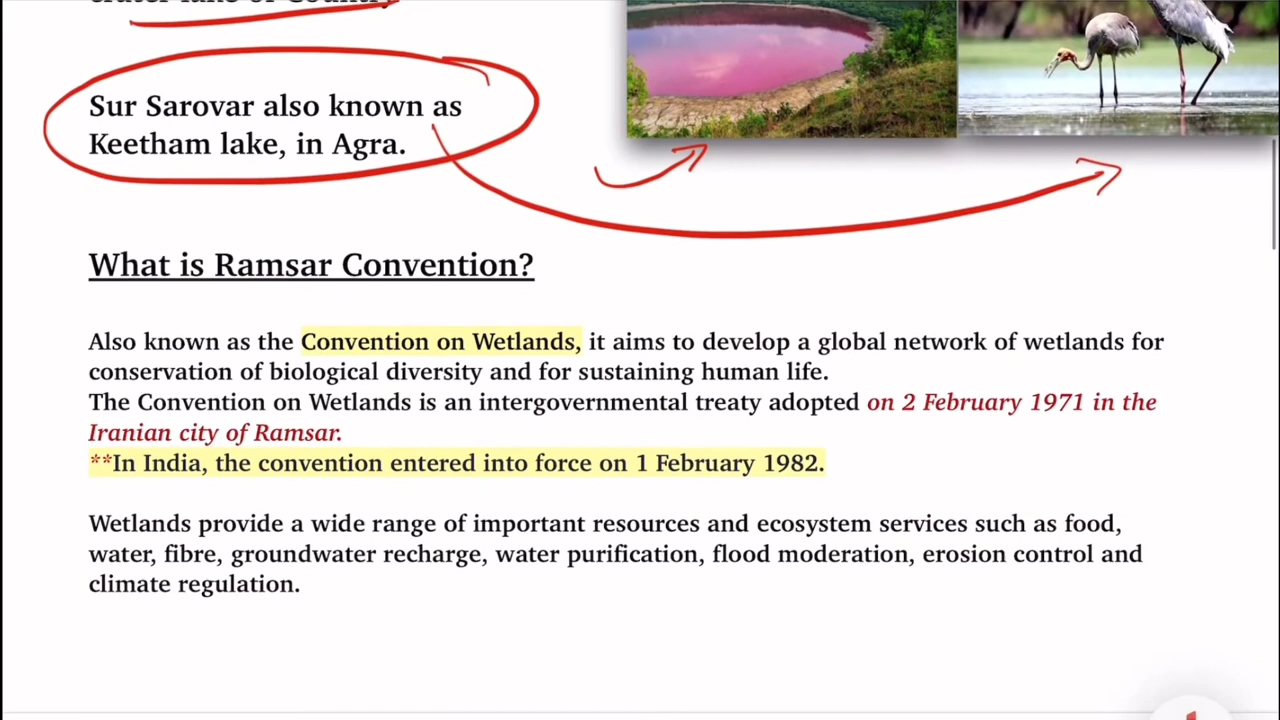 crater lake of Country
Sur Sarovar also known as
Keetham lake, in Agra.
What is Ramsar Convention?
Also known as the Convention on Wetlands, it aims to develop a global network of wetlands for
conservation of biological diversity and for sustaining human life.
The Convention on Wetlands is an intergovernmental treaty adopted on 2 February 1971 in the
Iranian city of Ramsar.
**In India, the convention entered into force on 1 February 1982.
Wetlands provide a wide range of important resources and ecosystem services such as food,
water, fibre, groundwater recharge, water purification, flood moderation, erosion control and
climate regulation.